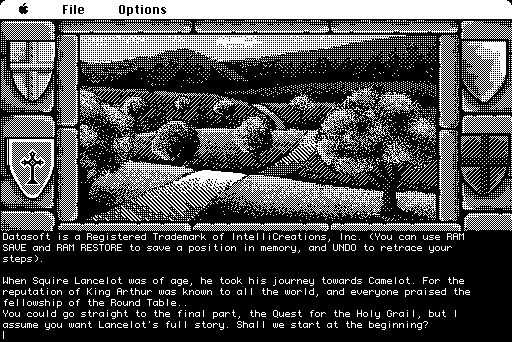 File Options
Datasoft is a Registered Trademark of IntelliCreations, Inc. (You can use RAM
SAVE and RAM RESTORE to save a position in memory, and UNDO to retrace your
steps).
When Squire Lancelot was of age, he took his journey towards Camelot. For the
reputation of King Arthur was known to all the world, and everyone praised the
fellowship of the Round Table..
You could go straight to the final part, the Quest for the Holy Grail, but I
assume you want Lancelot's full story. Shall we start at the beginning?